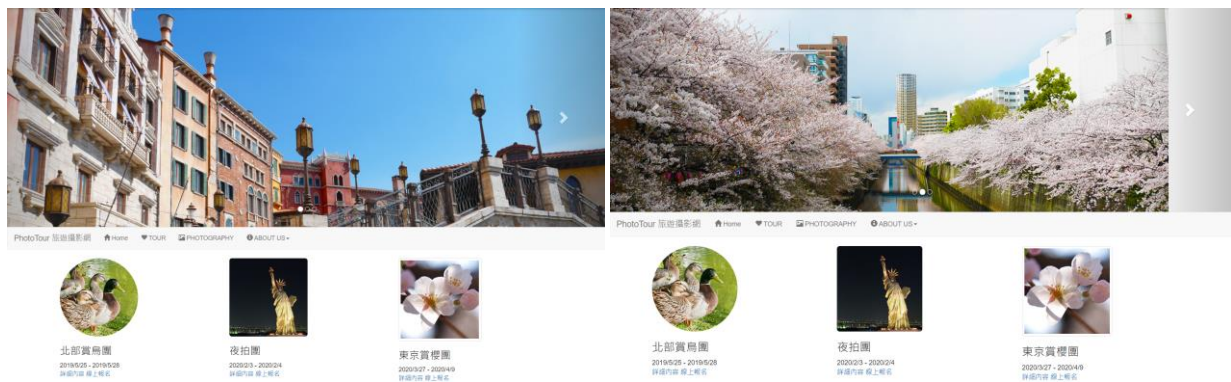 PhotoTour 旅遊攝影網 Home TOUR PHOTOGRAPHY ABOUT US
北部賞鳥團
2019/5/25 - 2019/5/28
詳細內容 線上報名
夜拍團
2020/2/3 - 2020/2/4
詳細內容 線上報名
東京賞櫻團
2020/3/27 - 2020/4/9
詳細內容 線上報名
PhotoTour 旅遊攝影網 Home TOUR PHOTOGRAPHY ABOUT US
北部賞鳥團
2019/5/25 - 2019/5/28
詳細內容 線上報名
夜拍團
2020/2/3 - 2020/2/4
詳細內容 線上報名
東京賞櫻團
2020/3/27 - 2020/4/9
詳細內容 線上報名